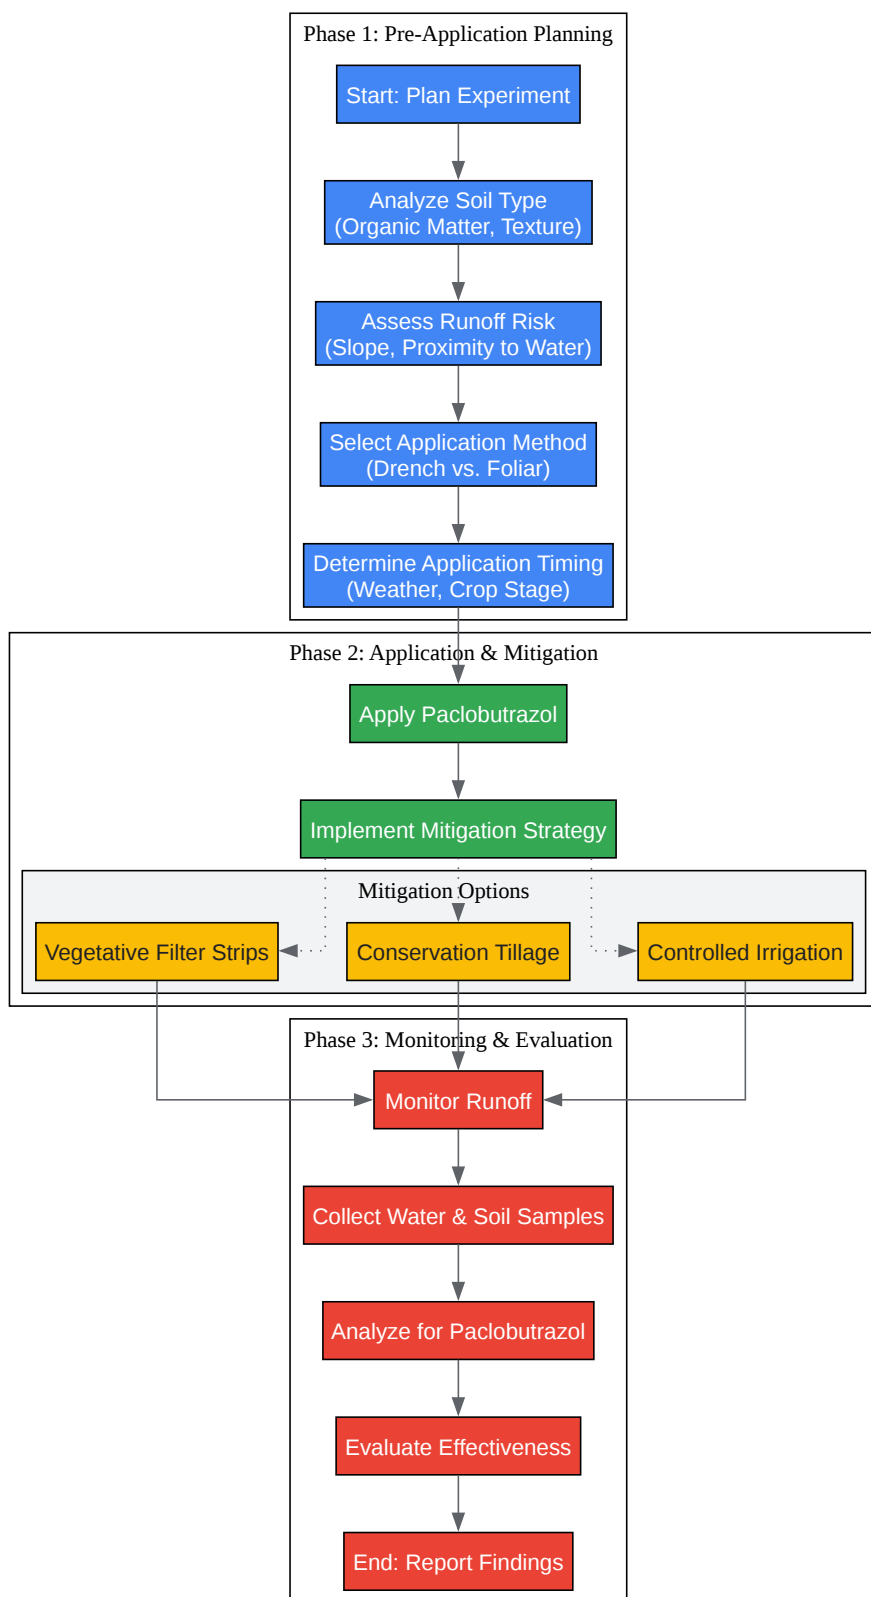 Phase 1: Pre-Application Planning
Start: Plan Experiment
Analyze Soil Type
(Organic Matter, Texture)
Assess Runoff Risk
(Slope, Proximity to Water)
Select Application Method
(Drench vs. Foliar)
Determine Application Timing
(Weather, Crop Stage)
Phase 2: Application & Mitigation
Apply Paclobutrazol
Implement Mitigation Strategy
Mitigation Options
Vegetative Filter Strips
Conservation Tillage
Controlled Irrigation
Phase 3: Monitoring & Evaluation
Monitor Runoff
Collect Water & Soil Samples
Analyze for Paclobutrazol
Evaluate Effectiveness
End: Report Findings